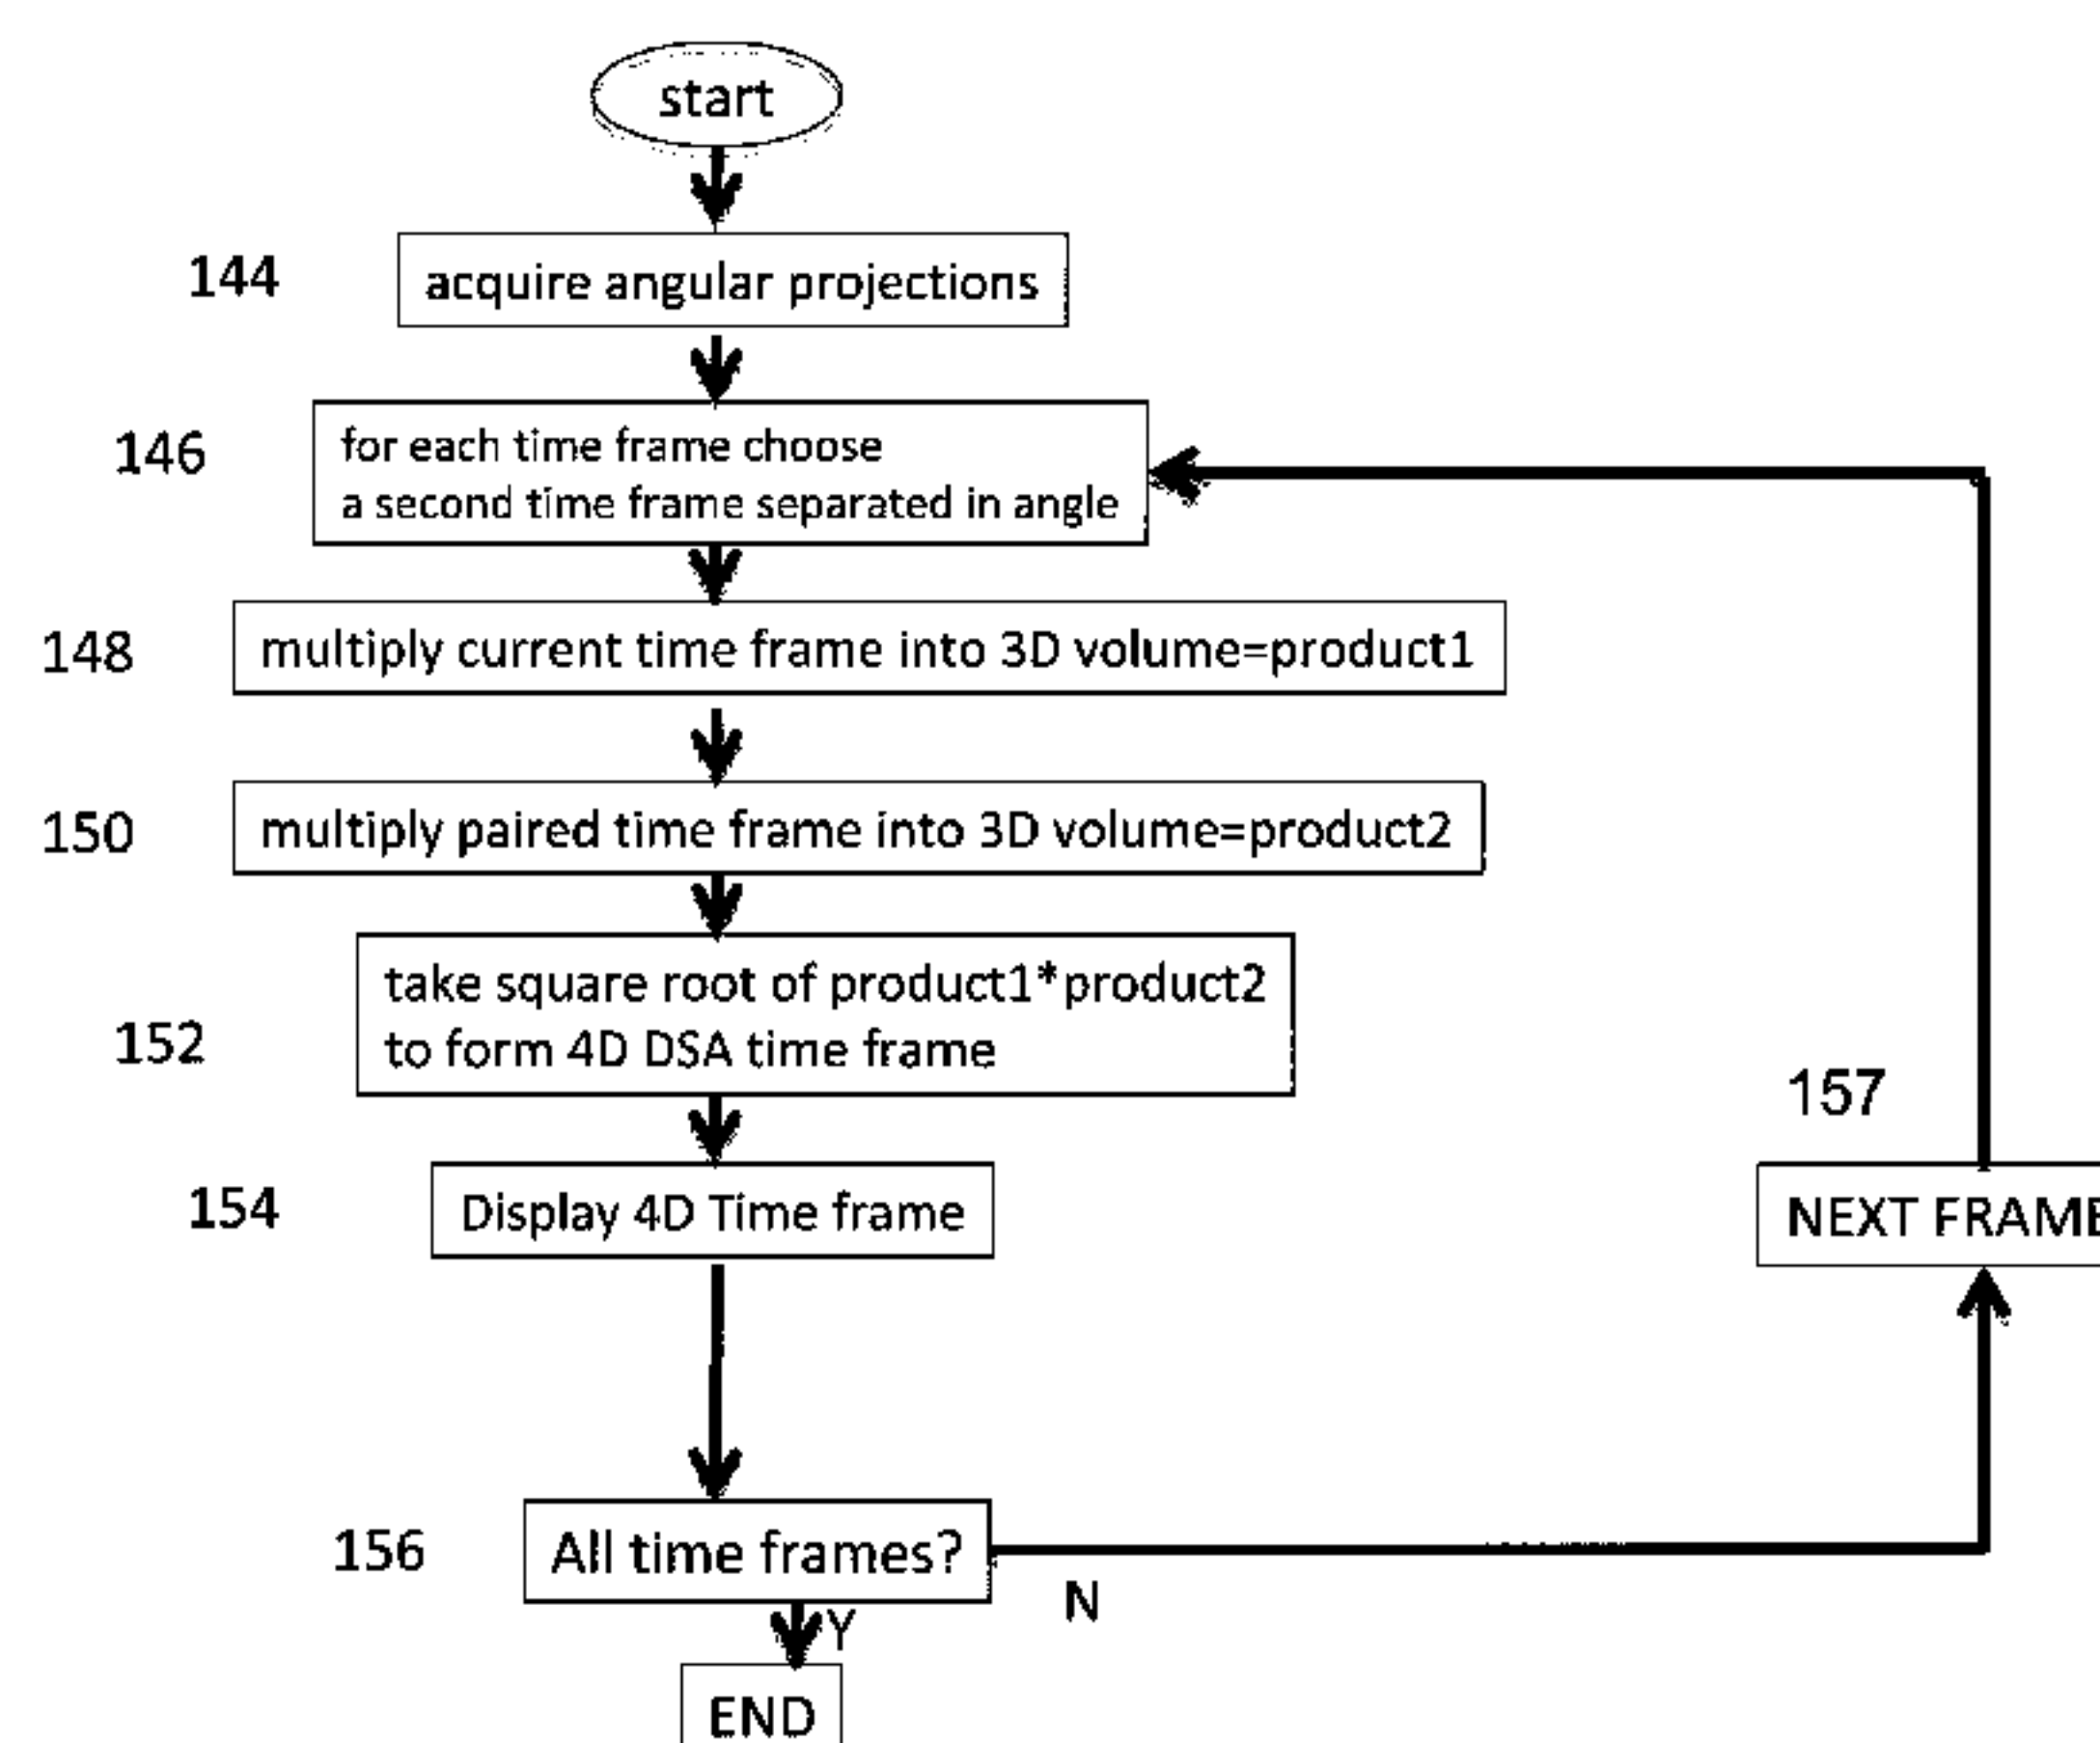 start
144
acquire angular projections
146
for each time frame choose
a second time frame separated in angle
148
multiply current time frame into 3D volume=product1
150
multiply paired time frame into 3D volume=product2
152
take square root of product1*product2
to form 4D DSA time frame
157
154
Display 4D Time frame
NEXT FRAME
156
All time frames?
N
Y
END